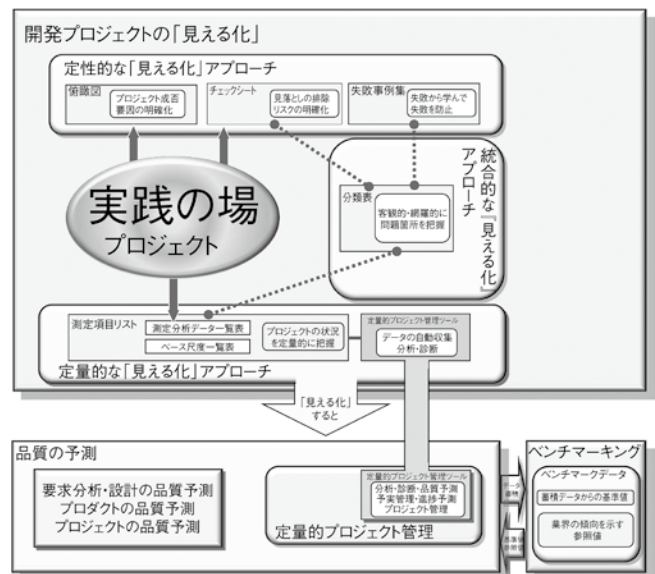 開発プロジェクトの「見える化」
定性的な「見える化」アプローチ
俯瞰図
プロジェクト成否
要因の明確化
チェックシート
見落としの排除
リスクの明確化
失敗事例集
失敗から学んで
失敗を防止
実践の場
プロジェクト
統合的な『見える化』
アプローチ
分類表
客観的・網羅的に
問題箇所を把握
測定項目リスト
測定分析データ一覧表
ベース尺度一覧表
プロジェクトの状況
を定量的に把握
定量的プロジェクト管理ツール
データの自動収集
分析・診断
定量的な「見える化」アプローチ
「見える化」
すると
品質の予測
要求分析・設計の品質予測
プロダクトの品質予測
プロジェクトの品質予測
定量的プロジェクト管理ツール
分析・診断・品質予測
予実管理・進捗予測
プロジェクト管理
定量的プロジェクト管理
データ
蓄積
基準値
参照値
ベンチマーキング
ベンチマークデータ
蓄積データからの基準値
業界の傾向を示す
参照値